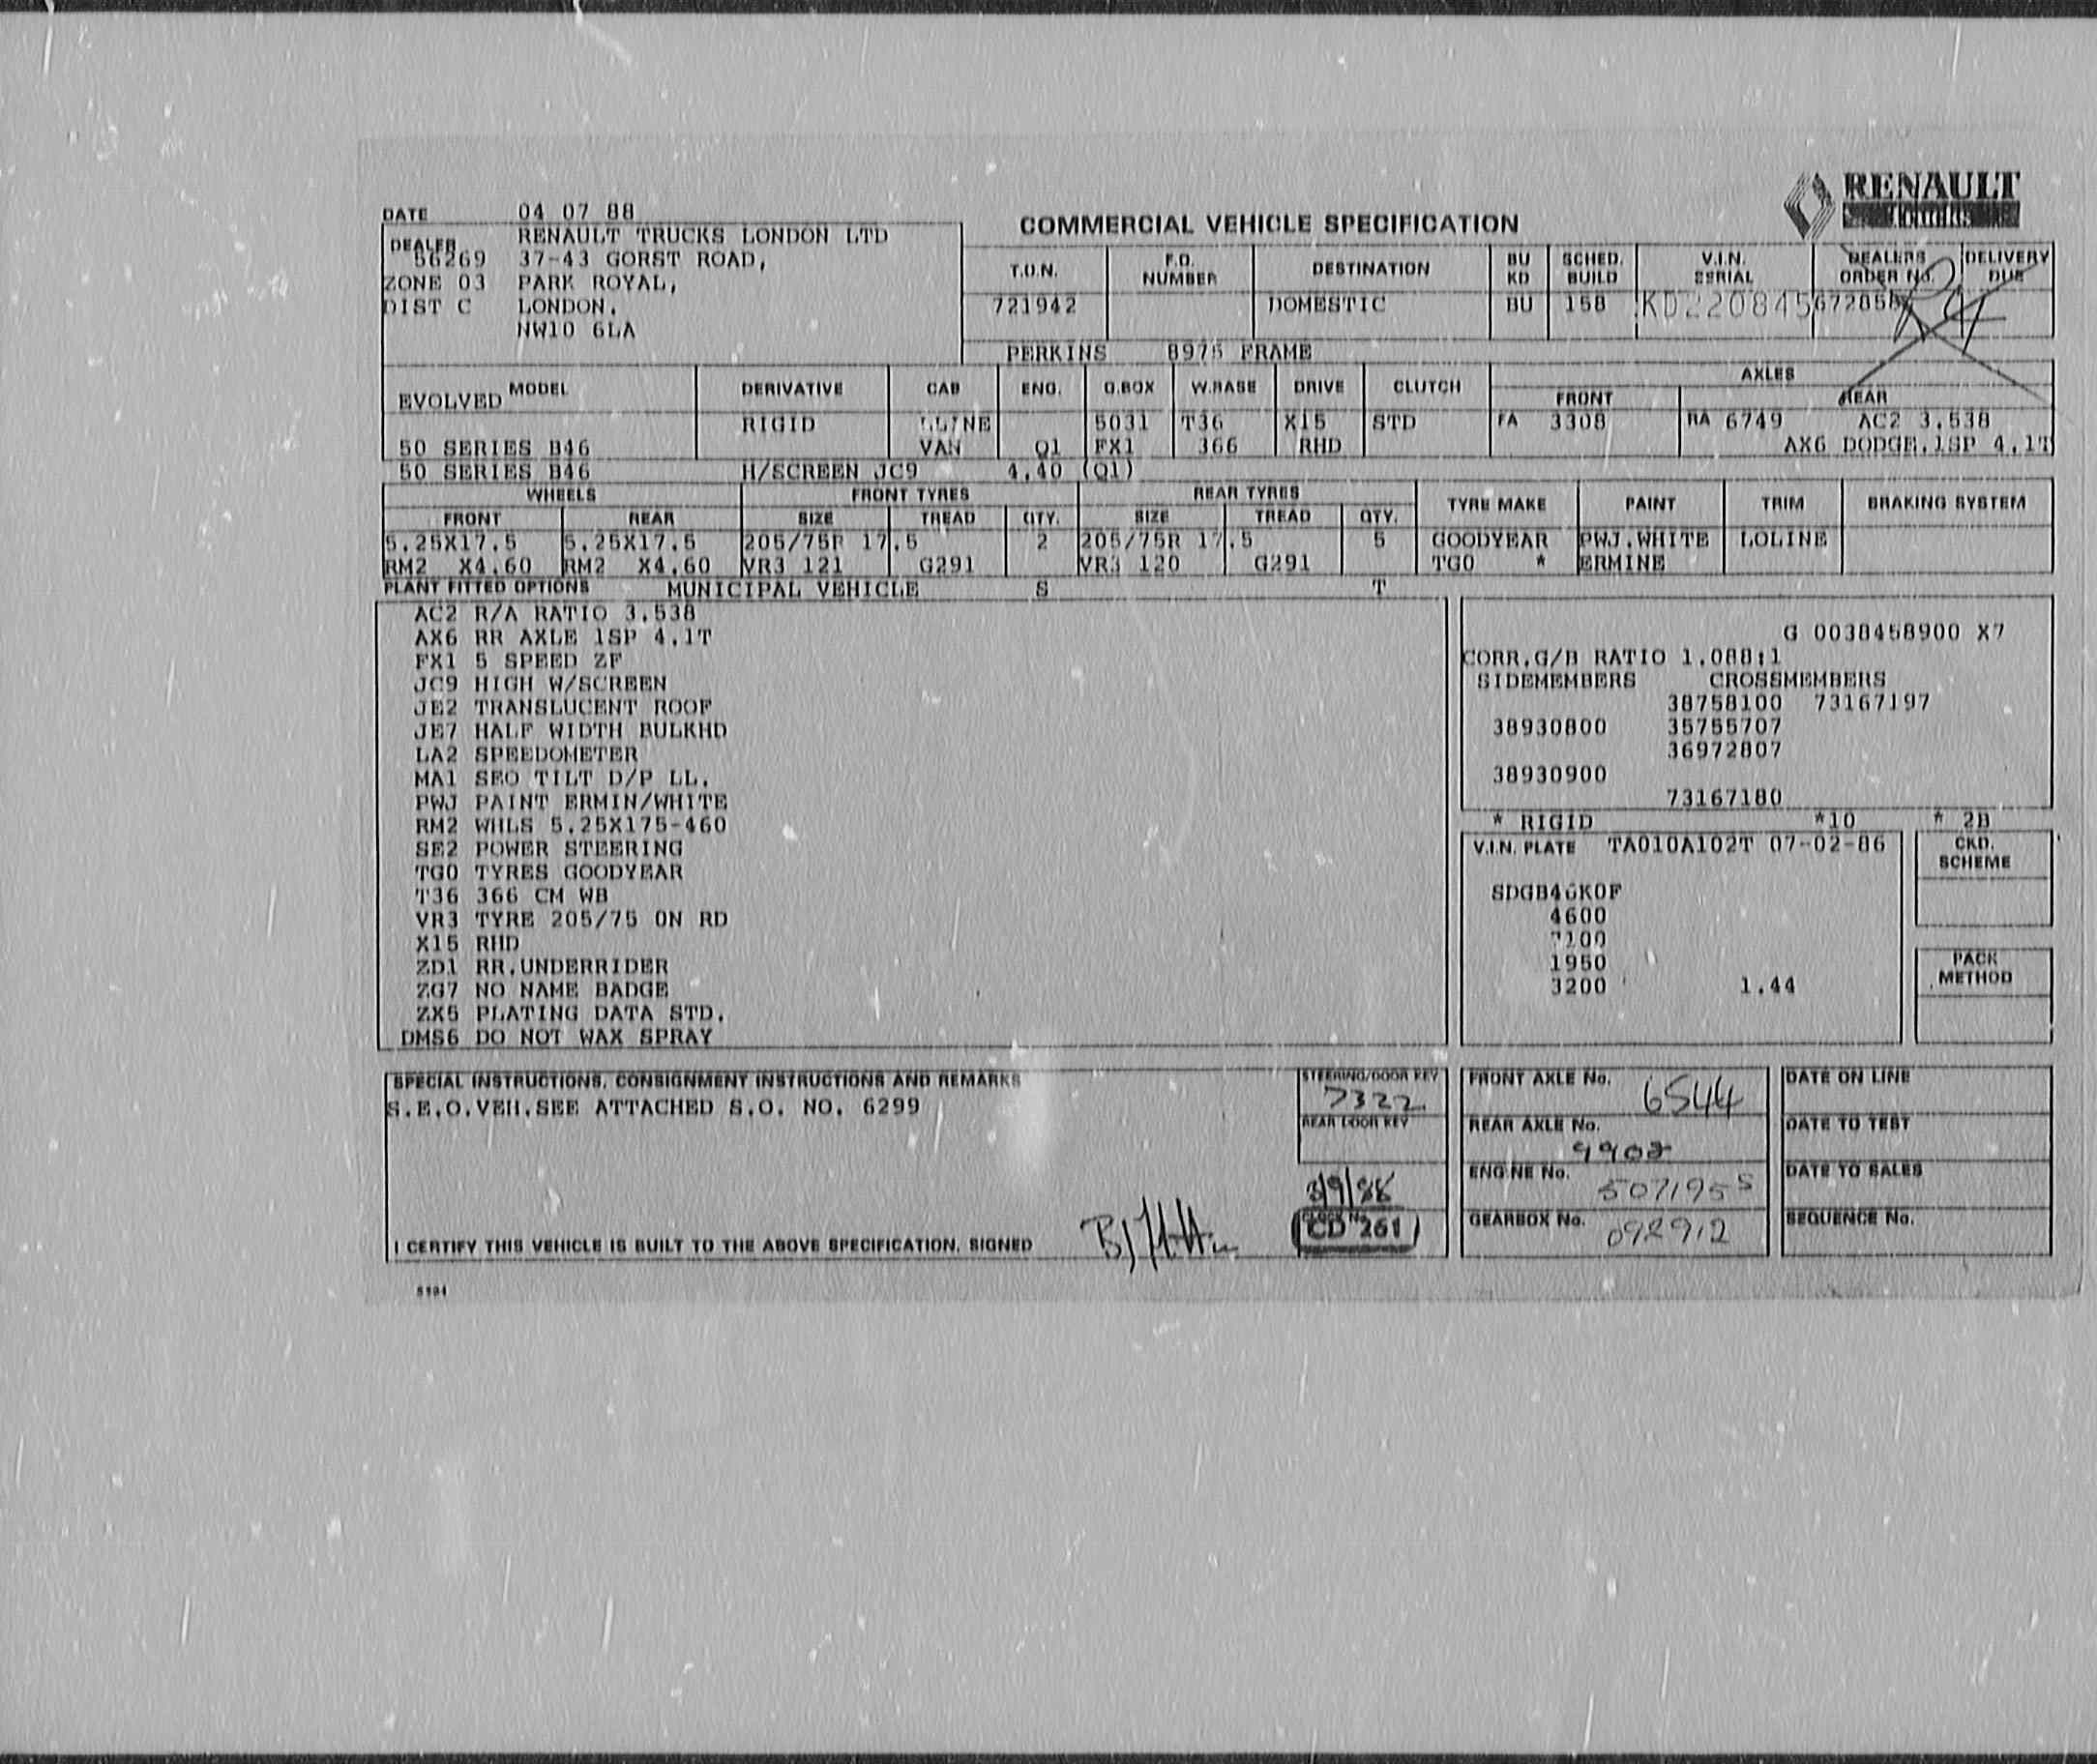 RENAULT
DATE 04 07 88
DEALER RENAULT TRUCKS LONDON LTD
56269 37-43 GORST ROAD,
ZONE 03 PARK ROYAL,
DIST C LONDON.
NW10 6LA
COMMERCIAL VEHICLE SPECIFICATION
T.O.N. F.O. NUMBER DESTINATION BU KD SCHED. BUILD V.I.N. SERIAL DEALERS ORDER No. DELIVERY DUE
721942 DOMESTIC BU 158 KD220845
PERKINS 8975 FRAME
MODEL DERIVATIVE CAB ENG. G.BOX W.BASE DRIVE CLUTCH AXLES
FRONT REAR
EVOLVED
RIGID LLINE 5031 T36 X15 STD FA 3308 RA 6749 AC2 3.538
50 SERIES B46 VAN Q1 FX1 366 RHD AX6 DODGE.1SP 4.1T
50 SERIES B46 H/SCREEN JC9 4.40 (Q1)
WHEELS FRONT TYRES REAR TYRES TYRE MAKE PAINT TRIM BRAKING SYSTEM
FRONT REAR SIZE TREAD QTY. SIZE TREAD QTY.
5.25X17.5 5.25X17.5 205/75R 17.5 2 205/75R 17.5 5 GOODYEAR PWJ.WHITE LOLINE
RM2 X4.60 RM2 X4.60 VR3 121 G291 VR3 120 G291 TG0 * ERMINE
PLANT FITTED OPTIONS MUNICIPAL VEHICLE S T
AC2 R/A RATIO 3.538
AX6 RR AXLE 1SP 4.1T
FX1 5 SPEED ZF
JC9 HIGH W/SCREEN
JE2 TRANSLUCENT ROOF
JE7 HALF WIDTH BULKHD
LA2 SPEEDOMETER
MA1 SEO TILT D/P LL.
PWJ PAINT ERMIN/WHITE
RM2 WHLS 5.25X175-460
SE2 POWER STEERING
TG0 TYRES GOODYEAR
T36 366 CM WB
VR3 TYRE 205/75 ON RD
X15 RHD
ZD1 RR.UNDERRIDER
ZG7 NO NAME BADGE
ZX5 PLATING DATA STD.
DMS6 DO NOT WAX SPRAY
G 0038458900 X7
CORR.G/B RATIO 1.088:1
SIDEMEMBERS CROSSMEMBERS
38758100 73167197
38930800 35755707
36972807
38930900
73167180
* RIGID *10 * 2B
V.I.N. PLATE TA010A102T 07-02-86
SDGB46K0F
4600
7100
1950
3200 1.44
CKD. SCHEME
PACK METHOD
SPECIAL INSTRUCTIONS, CONSIGNMENT INSTRUCTIONS AND REMARKS
S.E.O.VEH.SEE ATTACHED S.O. NO. 6299
I CERTIFY THIS VEHICLE IS BUILT TO THE ABOVE SPECIFICATION. SIGNED
STEERING/DOOR KEY
7322
REAR DOOR KEY
3/9/88
CD 261
FRONT AXLE No. 6544
REAR AXLE No. 9902
ENGINE No. 507195S
GEARBOX No. 092912
DATE ON LINE
DATE TO TEST
DATE TO SALES
SEQUENCE No.